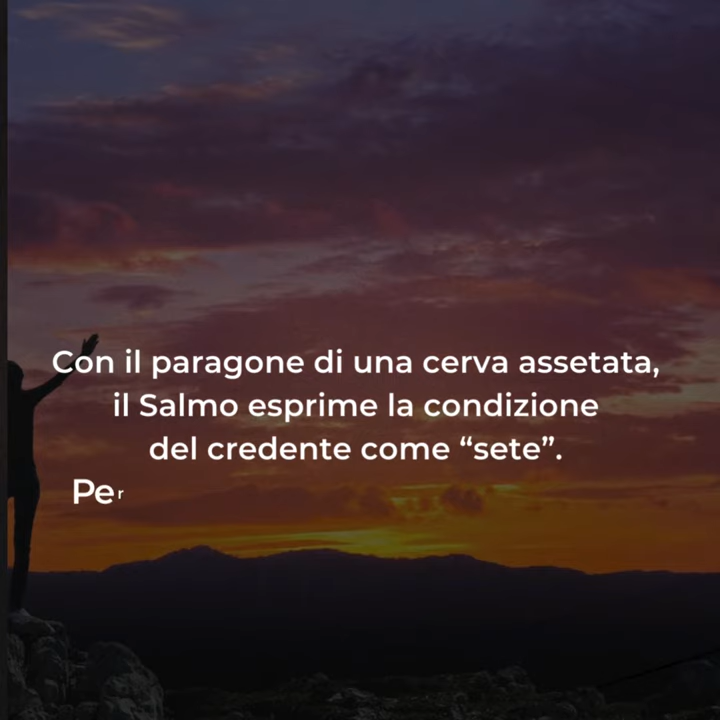 Con il paragone di una cerva assetata,
il Salmo esprime la condizione
del credente come “sete”.
Per